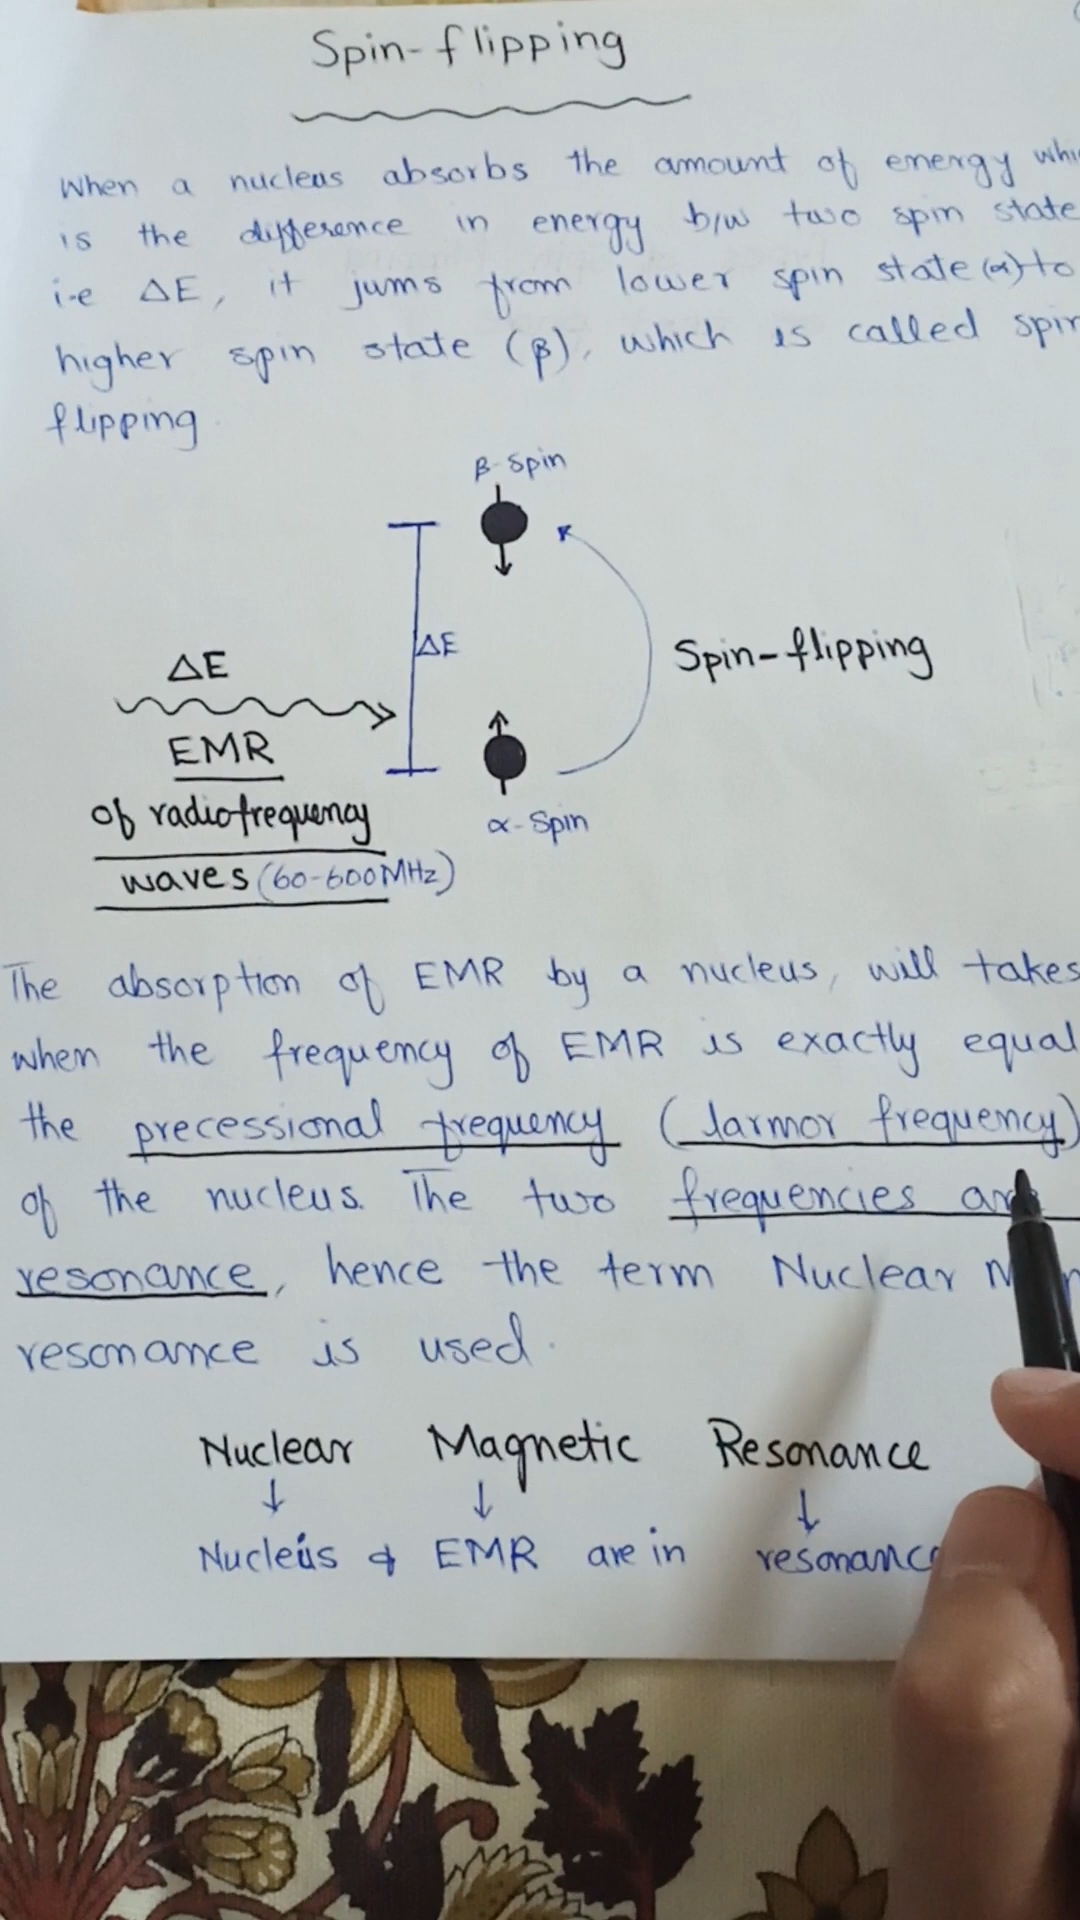 Spin-flipping
When a nucleus absorbs the amount of energy whi
is the difference in energy b/w two spin state
i.e ΔE, it jums from lower spin state (α) to
higher spin state (β), which is called spin
flipping
β-Spin
ΔE
ΔE
Spin-flipping
EMR
of radiofrequency
α-Spin
waves (60-600MHz)
The absorption of EMR by a nucleus, will takes
when the frequency of EMR is exactly equal
the precessional frequency (larmor frequency)
of the nucleus. The two frequencies are
resonance, hence the term Nuclear
resonance is used.
Nuclear Magnetic Resonance
↓ ↓ ↓
Nucleus & EMR are in resonance